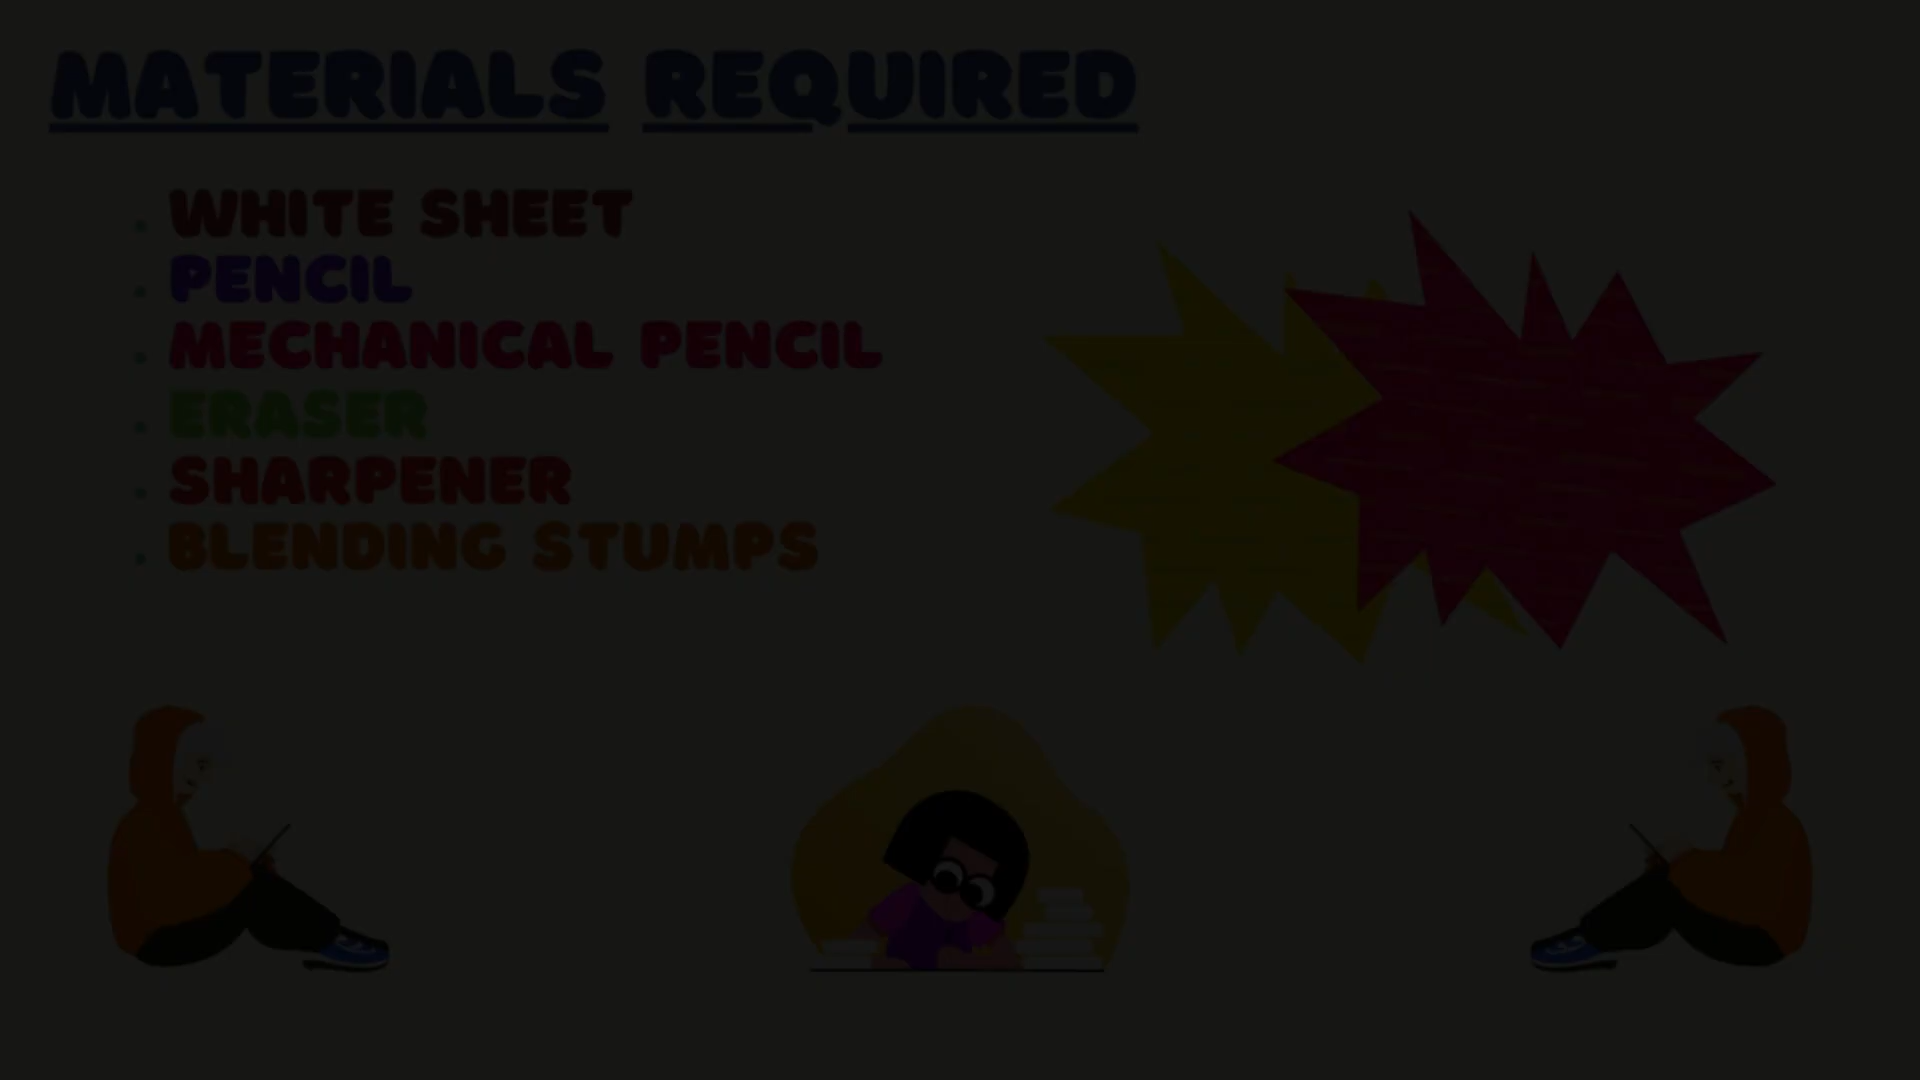 MATERIALS REQUIRED
WHITE SHEET
PENCIL
MECHANICAL PENCIL
ERASER
SHARPENER
BLENDING STUMPS